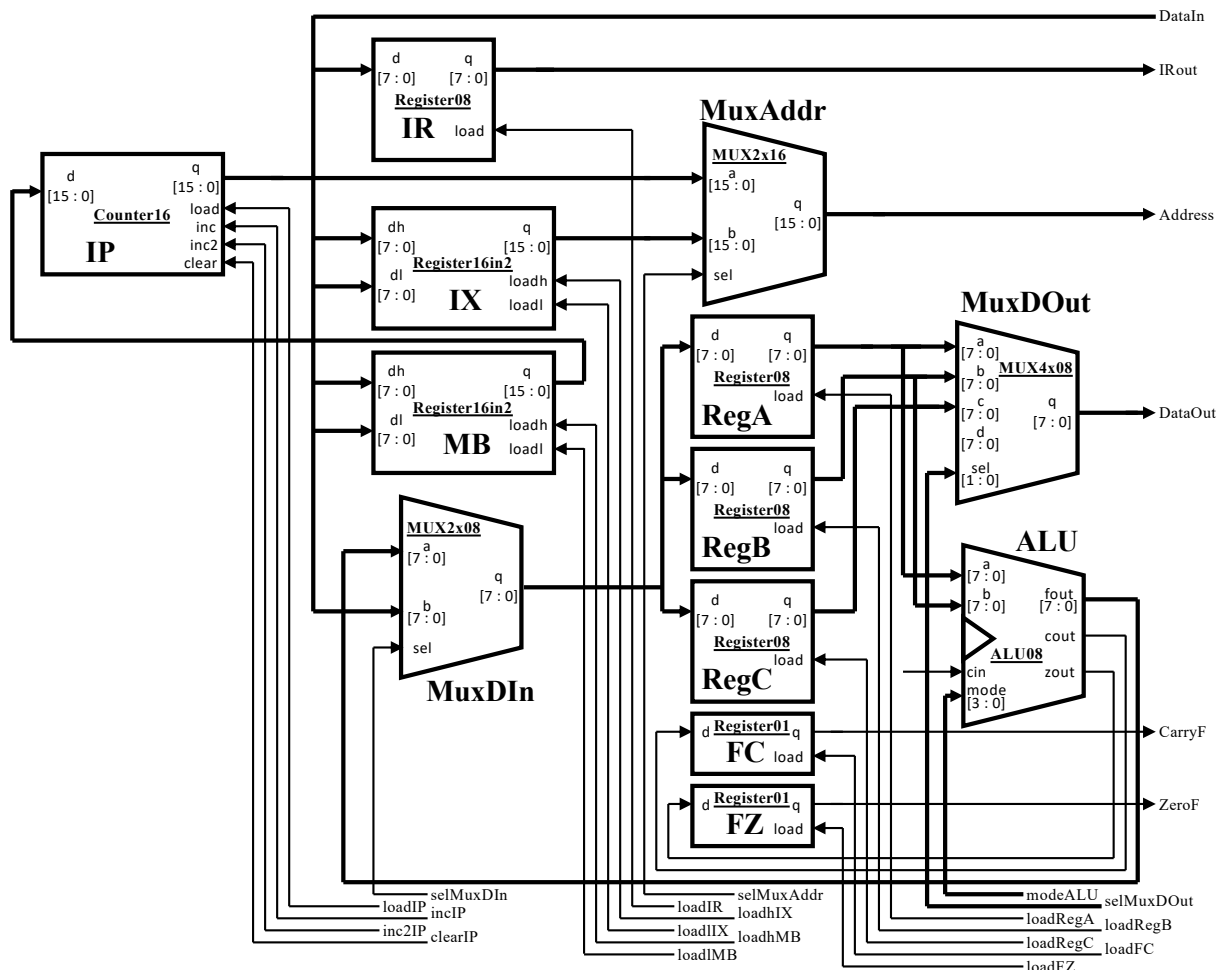 DataIn
d
q
[7 : 0]
[7 : 0]
IRout
Register08
IR
load
MuxAddr
MUX2x16
a
[15 : 0]
q
[15 : 0]
b
[15 : 0]
sel
Address
d
q
[15 : 0]
[15 : 0]
load
Counter16
inc
IP
inc2
clear
dh
q
[7 : 0]
[15 : 0]
Register16in2
dl
loadh
[7 : 0]
IX
loadl
dh
q
[7 : 0]
[15 : 0]
Register16in2
dl
loadh
[7 : 0]
MB
loadl
MuxDOut
a
[7 : 0]
MUX4x08
b
[7 : 0]
q
c
[7 : 0]
[7 : 0]
d
[7 : 0]
sel
[1 : 0]
DataOut
d
q
[7 : 0]
[7 : 0]
Register08
load
RegA
d
q
[7 : 0]
[7 : 0]
Register08
load
RegB
d
q
[7 : 0]
[7 : 0]
Register08
load
RegC
MUX2x08
a
[7 : 0]
q
[7 : 0]
b
[7 : 0]
sel
MuxDIn
ALU
a
[7 : 0]
fout
b
[7 : 0]
[7 : 0]
cout
ALU08
cin
zout
mode
[3 : 0]
d Register01 q
FC load
CarryF
d Register01 q
FZ load
ZeroF
selMuxDIn
selMuxAddr
modeALU
loadIP
loadIR
selMuxDOut
incIP
loadhIX
loadRegA
inc2IP
loadlIX
loadRegB
clearIP
loadhMB
loadRegC
loadlMB
loadFC
loadFZ